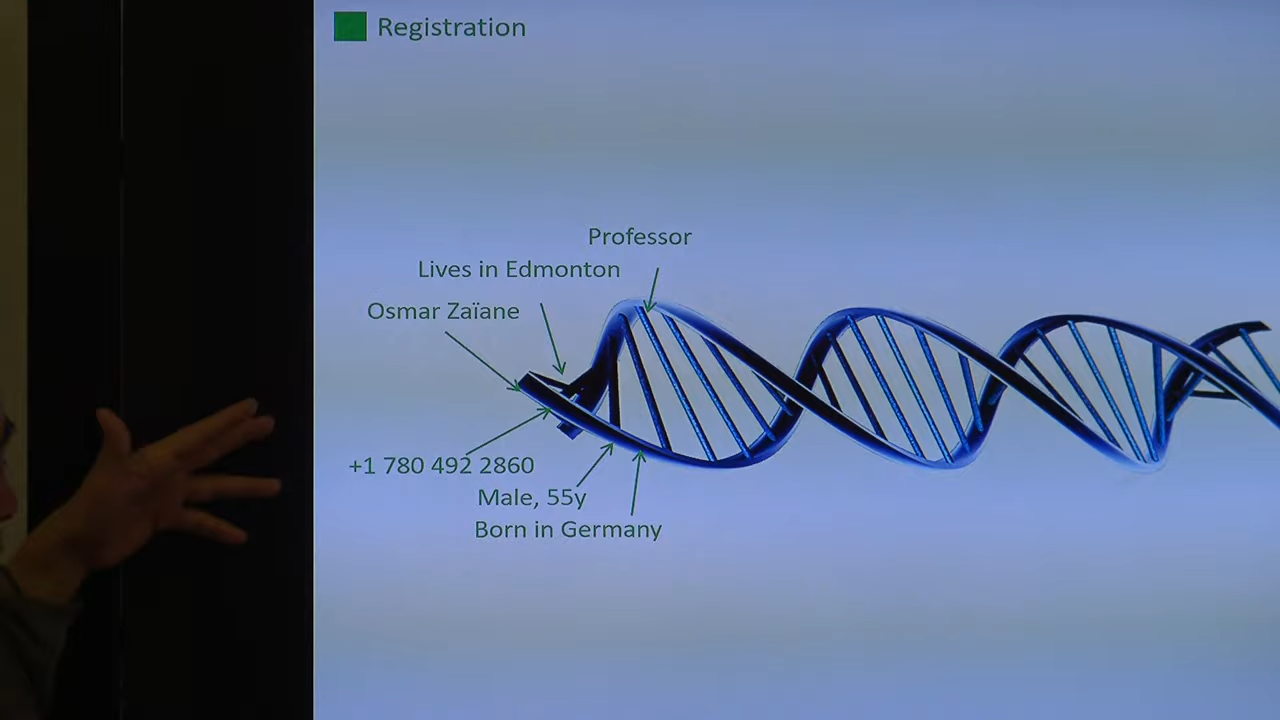 Registration
Professor
Lives in Edmonton
Osmar Zaïane
+1 780 492 2860
Male, 55y
Born in Germany